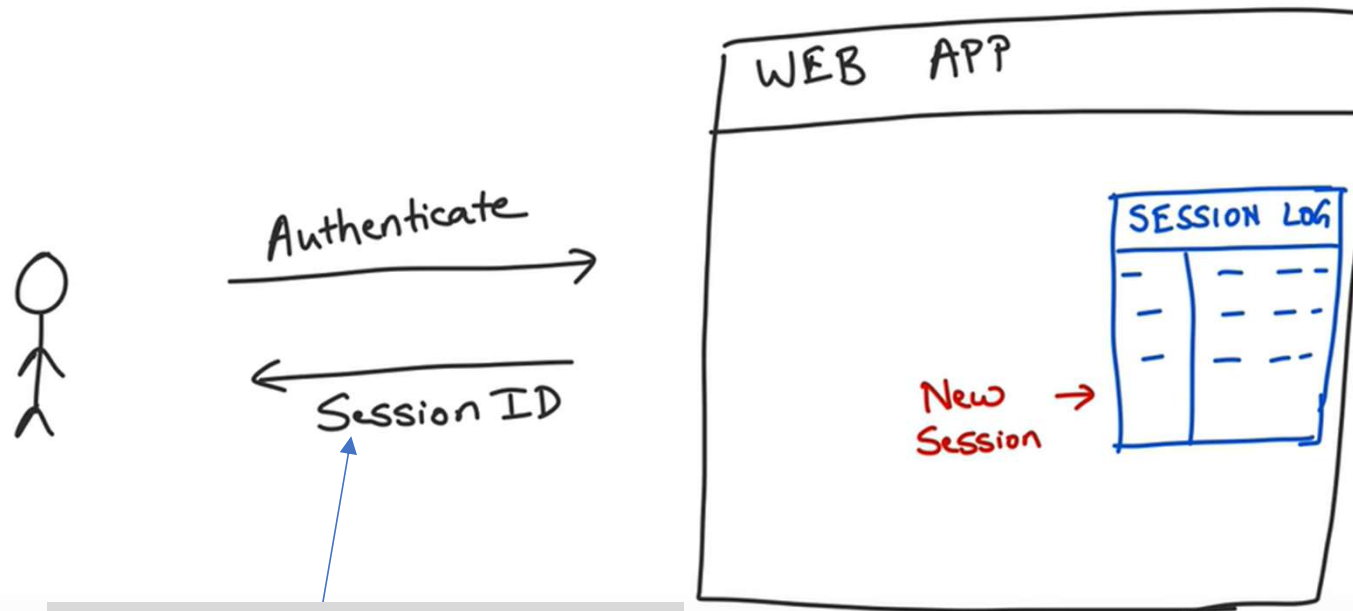 WEB APP
Authenticate
SESSION LOG
Session ID
New
Session